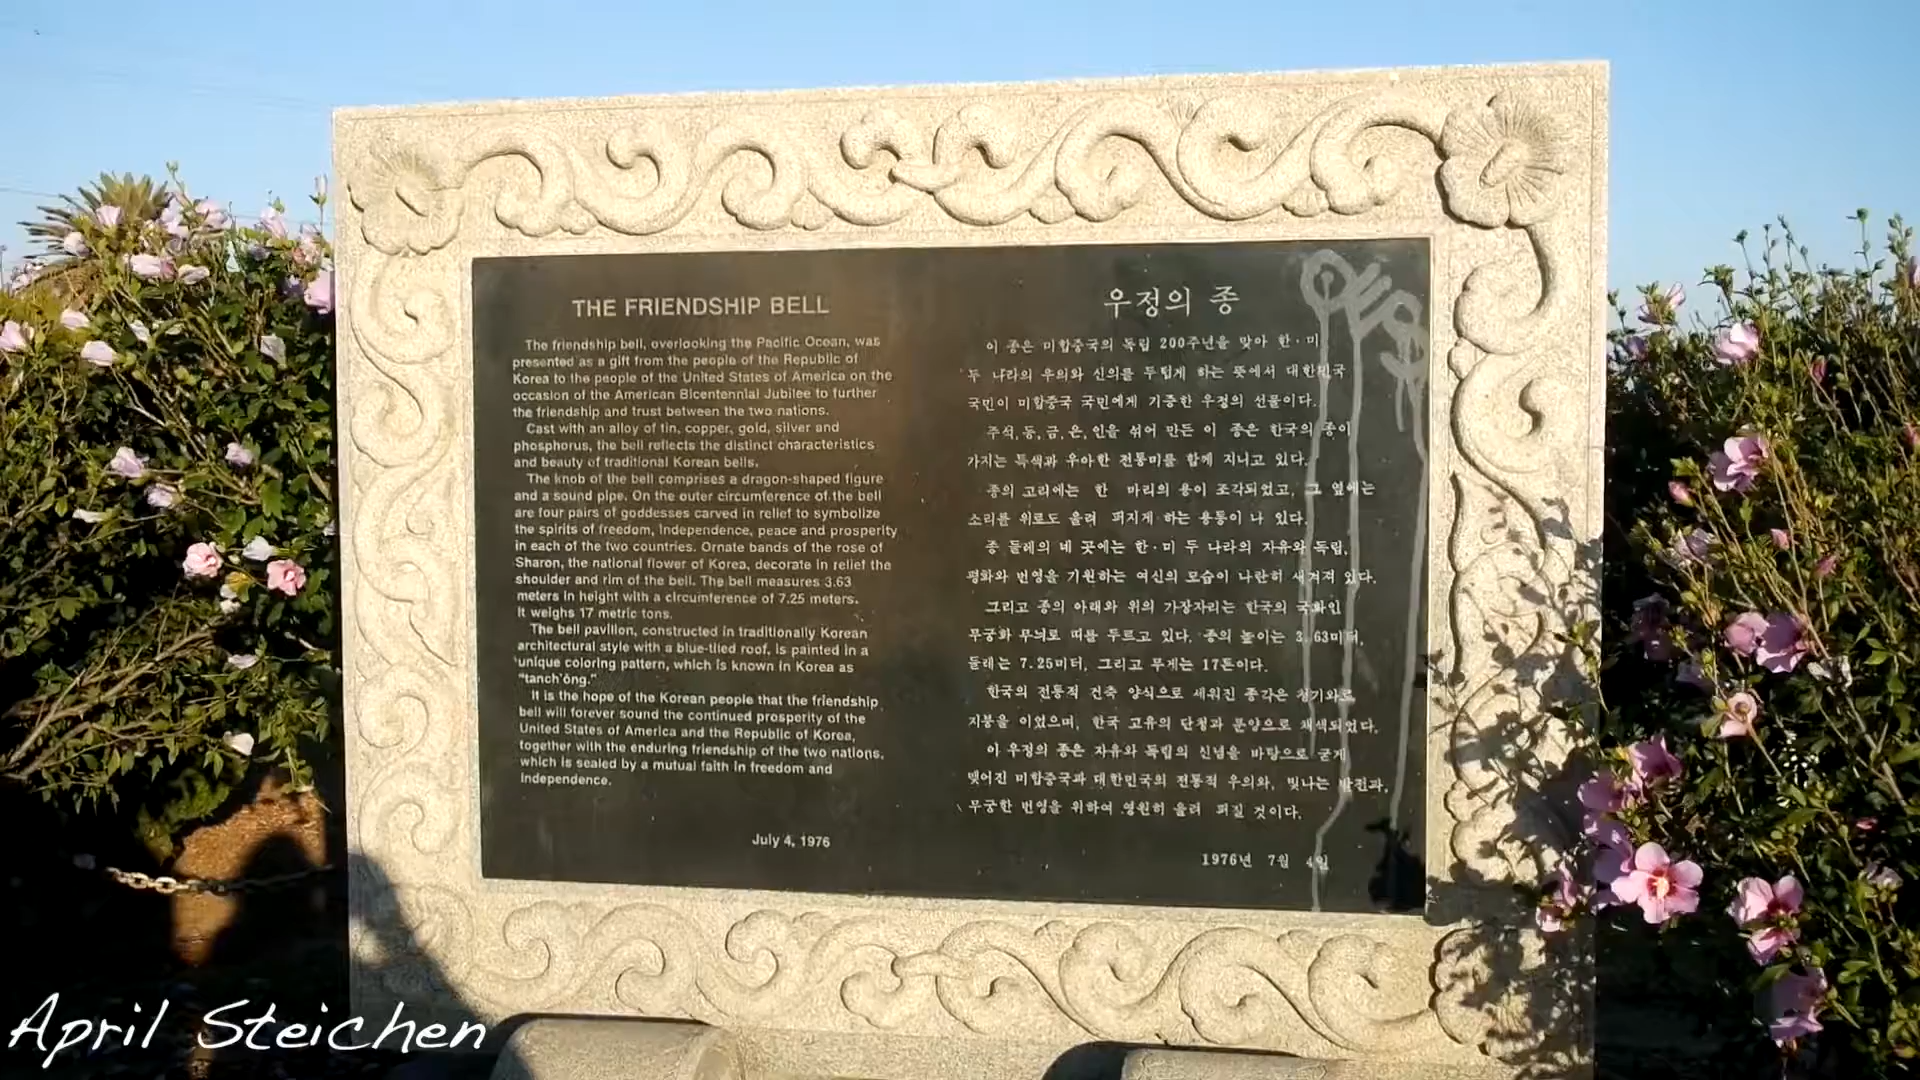 THE FRIENDSHIP BELL
The friendship bell, overlooking the Pacific Ocean, was
presented as a gift from the people of the Republic of
Korea to the people of the United States of America on the
occasion of the American Bicentennial Jubilee to further
the friendship and trust between the two nations.
Cast with an alloy of tin, copper, gold, silver and
phosphorus, the bell reflects the distinct characteristics
and beauty of traditional Korean bells.
The knob of the bell comprises a dragon-shaped figure
and a sound pipe. On the outer circumference of the bell
are four pairs of goddesses carved in relief to symbolize
the spirits of freedom, independence, peace and prosperity
in each of the two countries. Ornate bands of the rose of
Sharon, the national flower of Korea, decorate in relief the
shoulder and rim of the bell. The bell measures 3.63
meters in height with a circumference of 7.25 meters.
It weighs 17 metric tons.
The bell pavilion, constructed in traditionally Korean
architectural style with a blue-tiled roof, is painted in a
unique coloring pattern, which is known in Korea as
"tanch'ŏng."
It is the hope of the Korean people that the friendship
bell will forever sound the continued prosperity of the
United States of America and the Republic of Korea,
together with the enduring friendship of the two nations,
which is sealed by a mutual faith in freedom and
independence.
July 4, 1976
우정의 종
이 종은 미합중국의 독립 200주년을 맞아 한·미
두 나라의 우의와 신의를 두텁게 하는 뜻에서 대한민국
국민이 미합중국 국민에게 기증한 우정의 선물이다.
주석, 동, 금, 은, 인을 섞어 만든 이 종은 한국의 종이
가지는 특색과 우아한 전통미를 함께 지니고 있다.
종의 고리에는 한 마리의 용이 조각되었고, 그 옆에는
소리를 위로도 울려 퍼지게 하는 용통이 나 있다.
종 둘레의 네 곳에는 한·미 두 나라의 자유와 독립,
평화와 번영을 기원하는 여신의 모습이 나란히 새겨져 있다.
그리고 종의 아래와 위의 가장자리는 한국의 국화인
무궁화 무늬로 띠를 두르고 있다. 종의 높이는 3.63미터,
둘레는 7.25미터, 그리고 무게는 17톤이다.
한국의 전통적 건축 양식으로 세워진 종각은 청기와로
지붕을 이었으며, 한국 고유의 단청과 문양으로 채색되었다.
이 우정의 종은 자유와 독립의 신념을 바탕으로 굳게
맺어진 미합중국과 대한민국의 전통적 우의와, 빛나는 발전과,
무궁한 번영을 위하여 영원히 울려 퍼질 것이다.
1976년 7월 4일
April Steichen